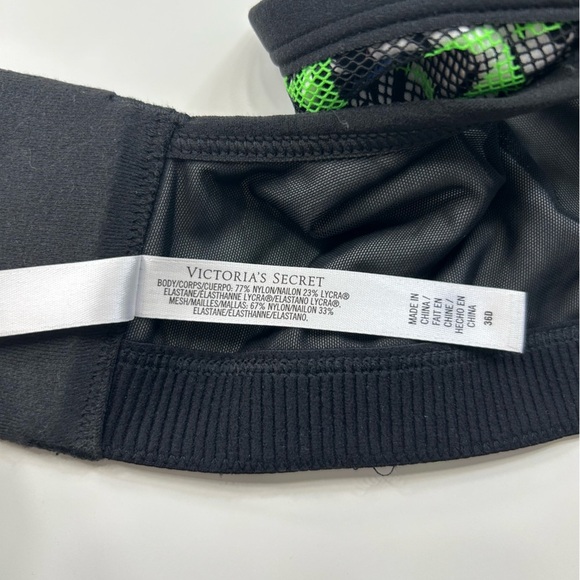 VICTORIA'S SECRET
BODY/CORPS/CUERPO: 77% NYLON/NAILON 23% LYCRA®
ELASTANE/ELASTHANNE LYCRA®/ELASTANO LYCRA®.
MESH/MAILLES/MALLAS: 67% NYLON/NAILON 33%
ELASTANE/ELASTHANNE/ELASTANO.
MADE IN
CHINA /
FAIT EN
CHINE /
HECHO EN
CHINA
36D